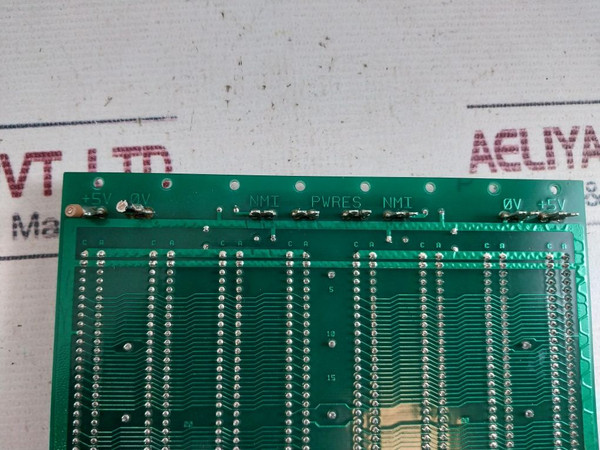 VT LTD
AELIYA
Ma
&
+5V 0V NMI PWRES NMI 0V +5V
C A C A C A C A C A C A C A C A
5
10
15